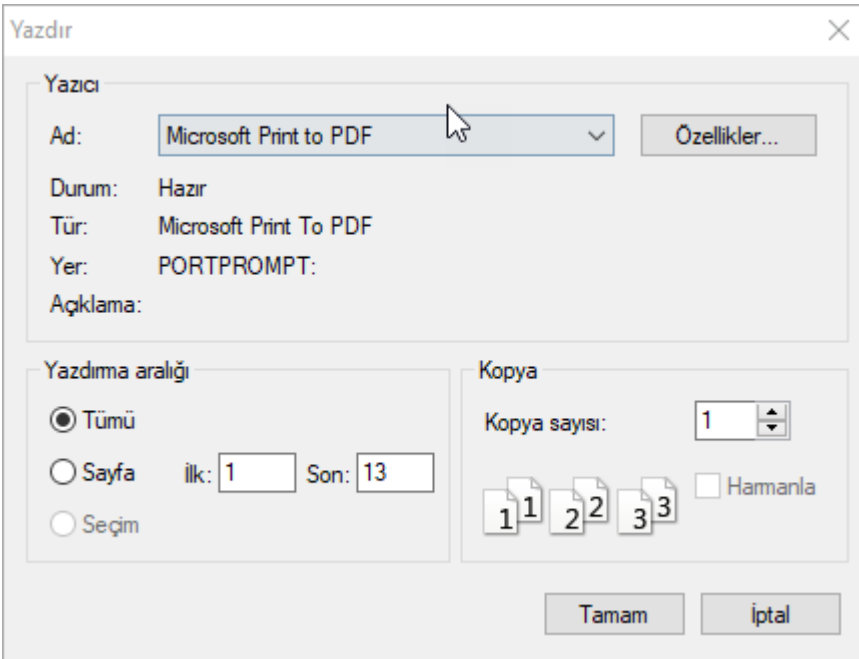 Yazdır
Yazıcı
Ad: Microsoft Print to PDF Özellikler...
Durum: Hazır
Tür: Microsoft Print To PDF
Yer: PORTPROMPT:
Açıklama:
Yazdırma aralığı
Tümü
Sayfa İlk: 1 Son: 13
Seçim
Kopya
Kopya sayısı: 1
1 1 2 2 3 3
Harmanla
Tamam İptal